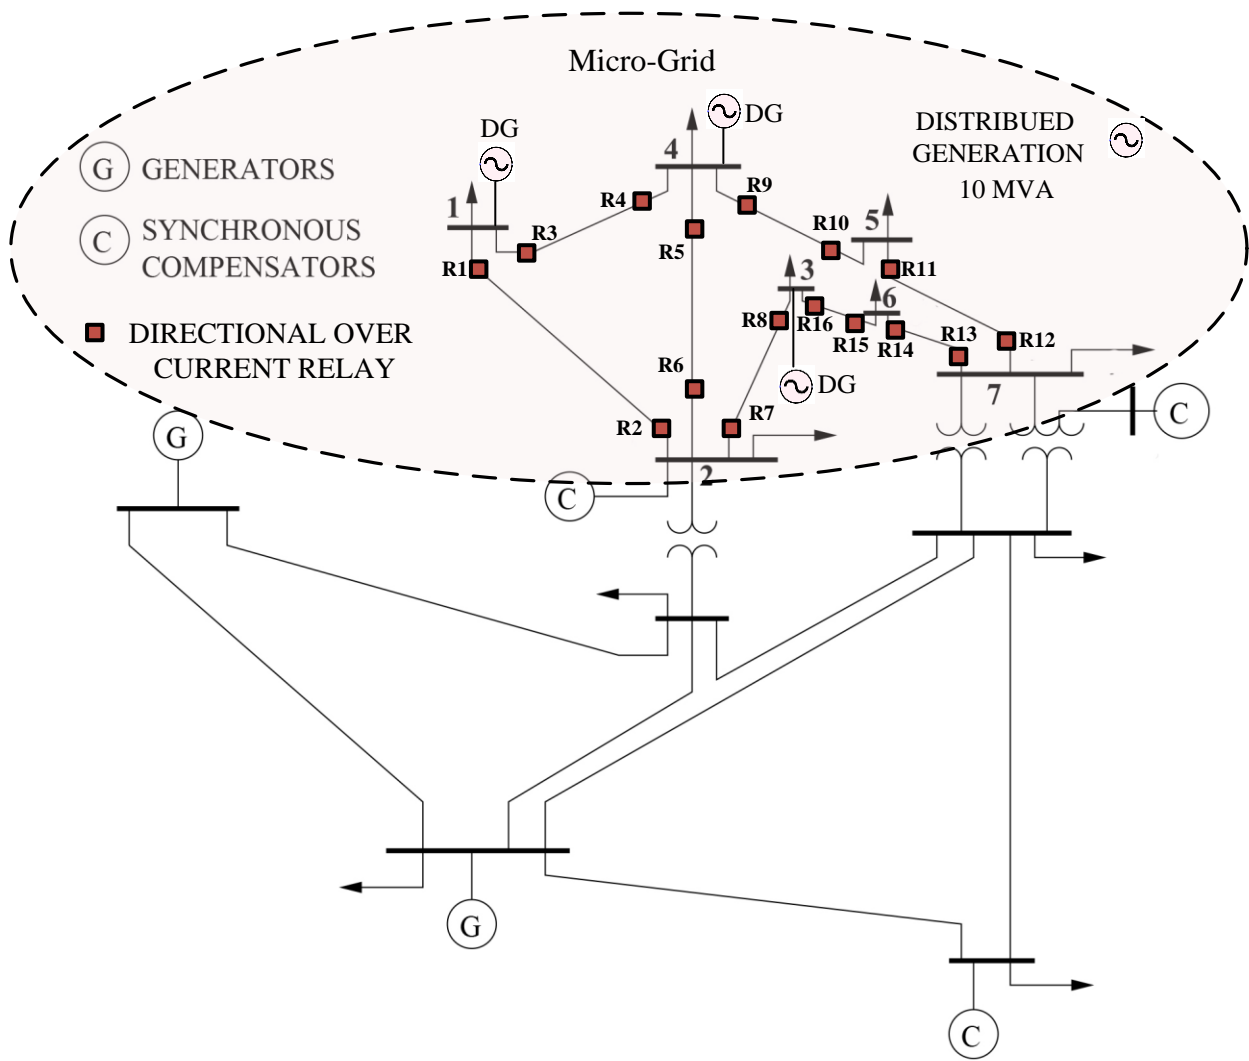 Micro-Grid
DG
DG
DISTRIBUED
GENERATION
10 MVA
G GENERATORS
C SYNCHRONOUS
COMPENSATORS
DIRECTIONAL OVER
CURRENT RELAY
4
R4
R9
1
R3
R1
R5
R10
5
R11
3
6
R8
R16
R15
R14
R13
R12
R6
DG
7
R2
R7
2
C
G
C
G
C